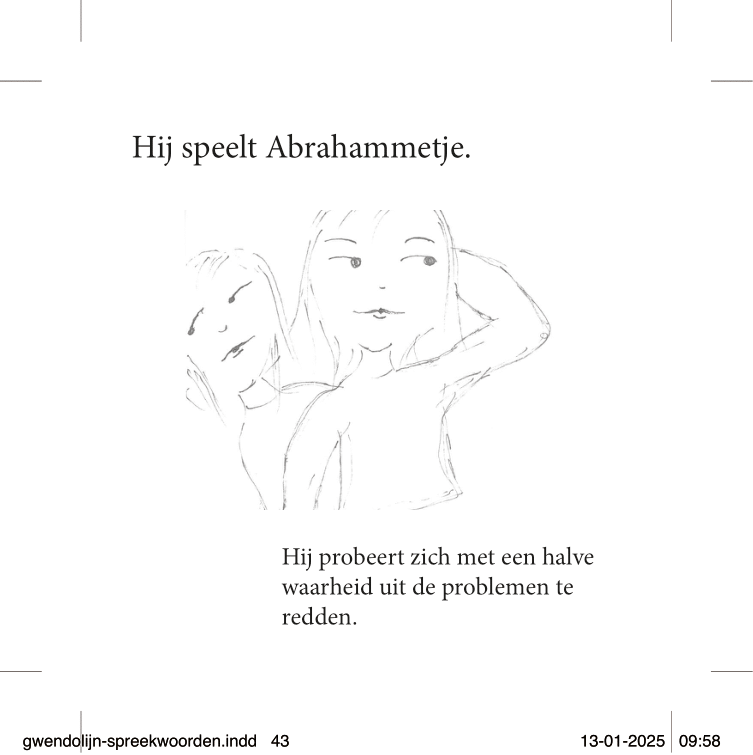 Hij speelt Abrahammetje.
Hij probeert zich met een halve
waarheid uit de problemen te
redden.
gwendolijn-spreekwoorden.indd 43
13-01-2025 09:58